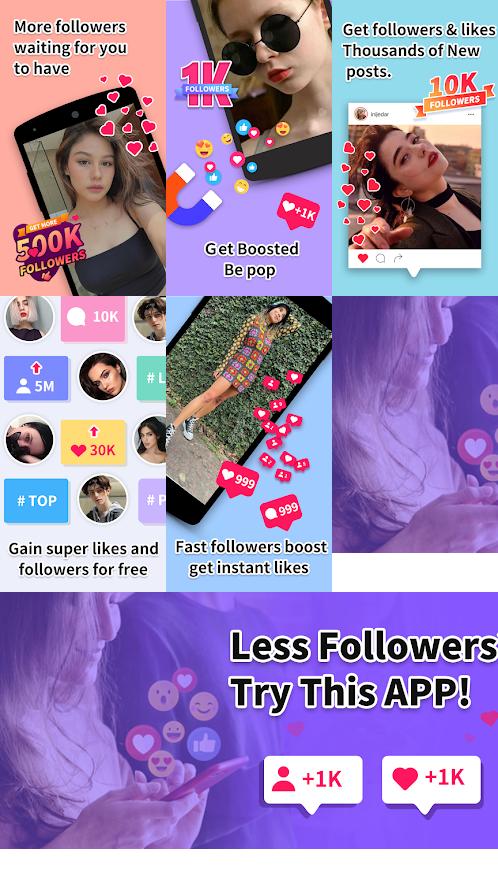 More followers
waiting for you
to have
GET MORE
500K
FOLLOWERS
1K
FOLLOWERS
+1K
Get Boosted
Be pop
Get followers & likes
Thousands of New
posts.
10K
FOLLOWERS
inijedar
10K
5M
# L
30K
# TOP
# P
Gain super likes and
followers for free
999
999
Fast followers boost
get instant likes
Less Followers
Try This APP!
+1K
+1K